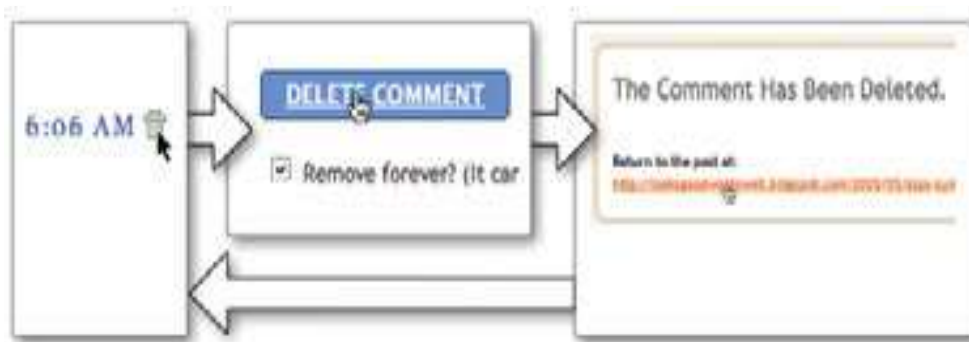 6:06 AM
DELETE COMMENT
Remove forever? (It car
The Comment Has Been Deleted.
Return to the post at: